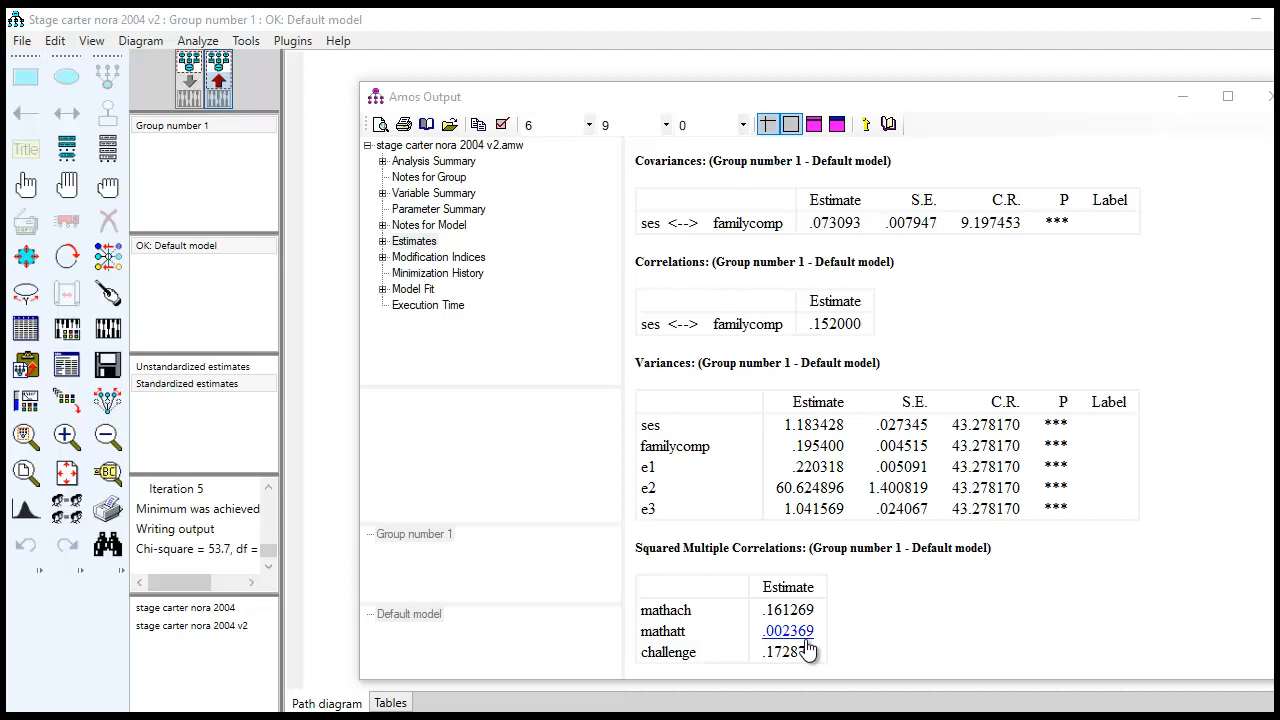 Stage carter nora 2004 v2 : Group number 1 : OK: Default model
File Edit View Diagram Analyze Tools Plugins Help
Title
Group number 1
OK: Default model
Unstandardized estimates
Standardized estimates
Iteration 5
Minimum was achieved
Writing output
Chi-square = 53.7, df =
stage carter nora 2004
stage carter nora 2004 v2
Path diagram Tables
Amos Output
6 9 0
stage carter nora 2004 v2.amw
Analysis Summary
Notes for Group
Variable Summary
Parameter Summary
Notes for Model
Estimates
Modification Indices
Minimization History
Model Fit
Execution Time
Group number 1
Default model
Covariances: (Group number 1 - Default model)
Estimate S.E. C.R. P Label
ses <--> familycomp .073093 .007947 9.197453 ***
Correlations: (Group number 1 - Default model)
Estimate
ses <--> familycomp .152000
Variances: (Group number 1 - Default model)
Estimate S.E. C.R. P Label
ses 1.183428 .027345 43.278170 ***
familycomp .195400 .004515 43.278170 ***
e1 .220318 .005091 43.278170 ***
e2 60.624896 1.400819 43.278170 ***
e3 1.041569 .024067 43.278170 ***
Squared Multiple Correlations: (Group number 1 - Default model)
Estimate
mathach .161269
mathatt .002369
challenge